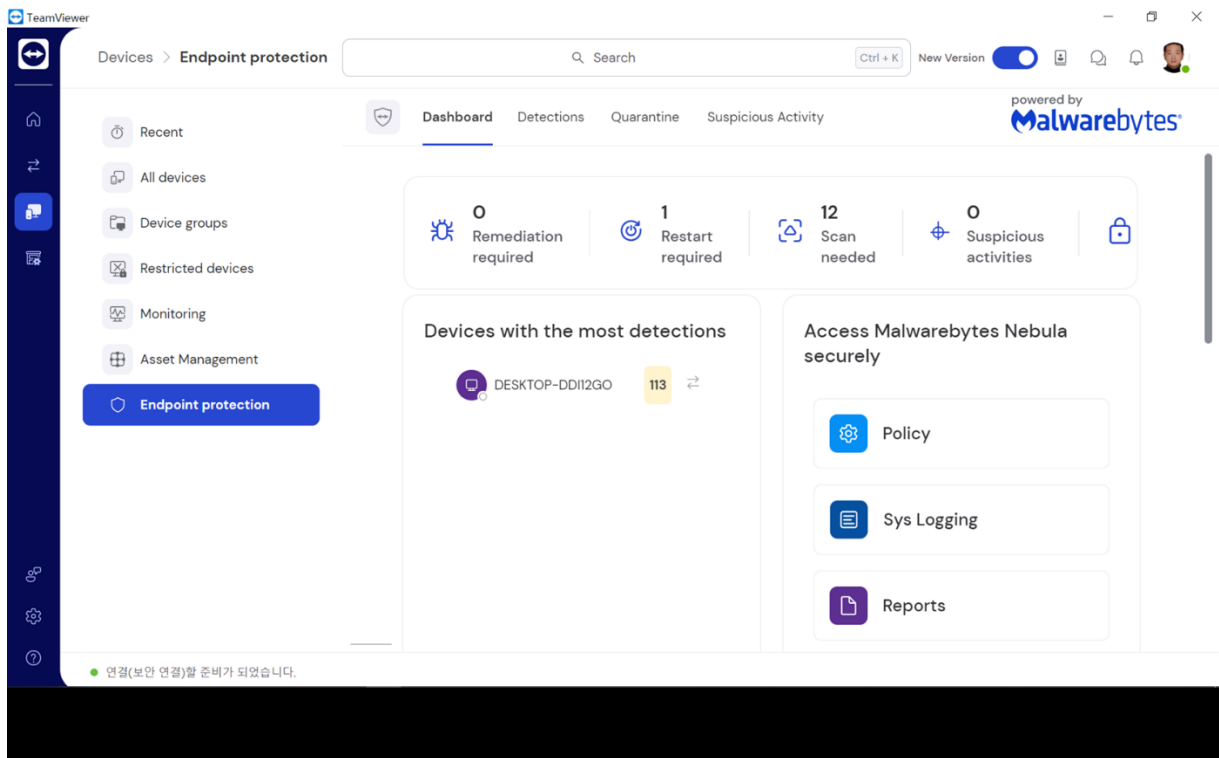 TeamViewer
Devices > Endpoint protection
Search
Ctrl + K
New Version
Recent
All devices
Device groups
Restricted devices
Monitoring
Asset Management
Endpoint protection
Dashboard
Detections
Quarantine
Suspicious Activity
powered by
Malwarebytes
0
Remediation
required
1
Restart
required
12
Scan
needed
0
Suspicious
activities
Devices with the most detections
DESKTOP-DDI12GO
113
Access Malwarebytes Nebula
securely
Policy
Sys Logging
Reports
연결(보안 연결)할 준비가 되었습니다.